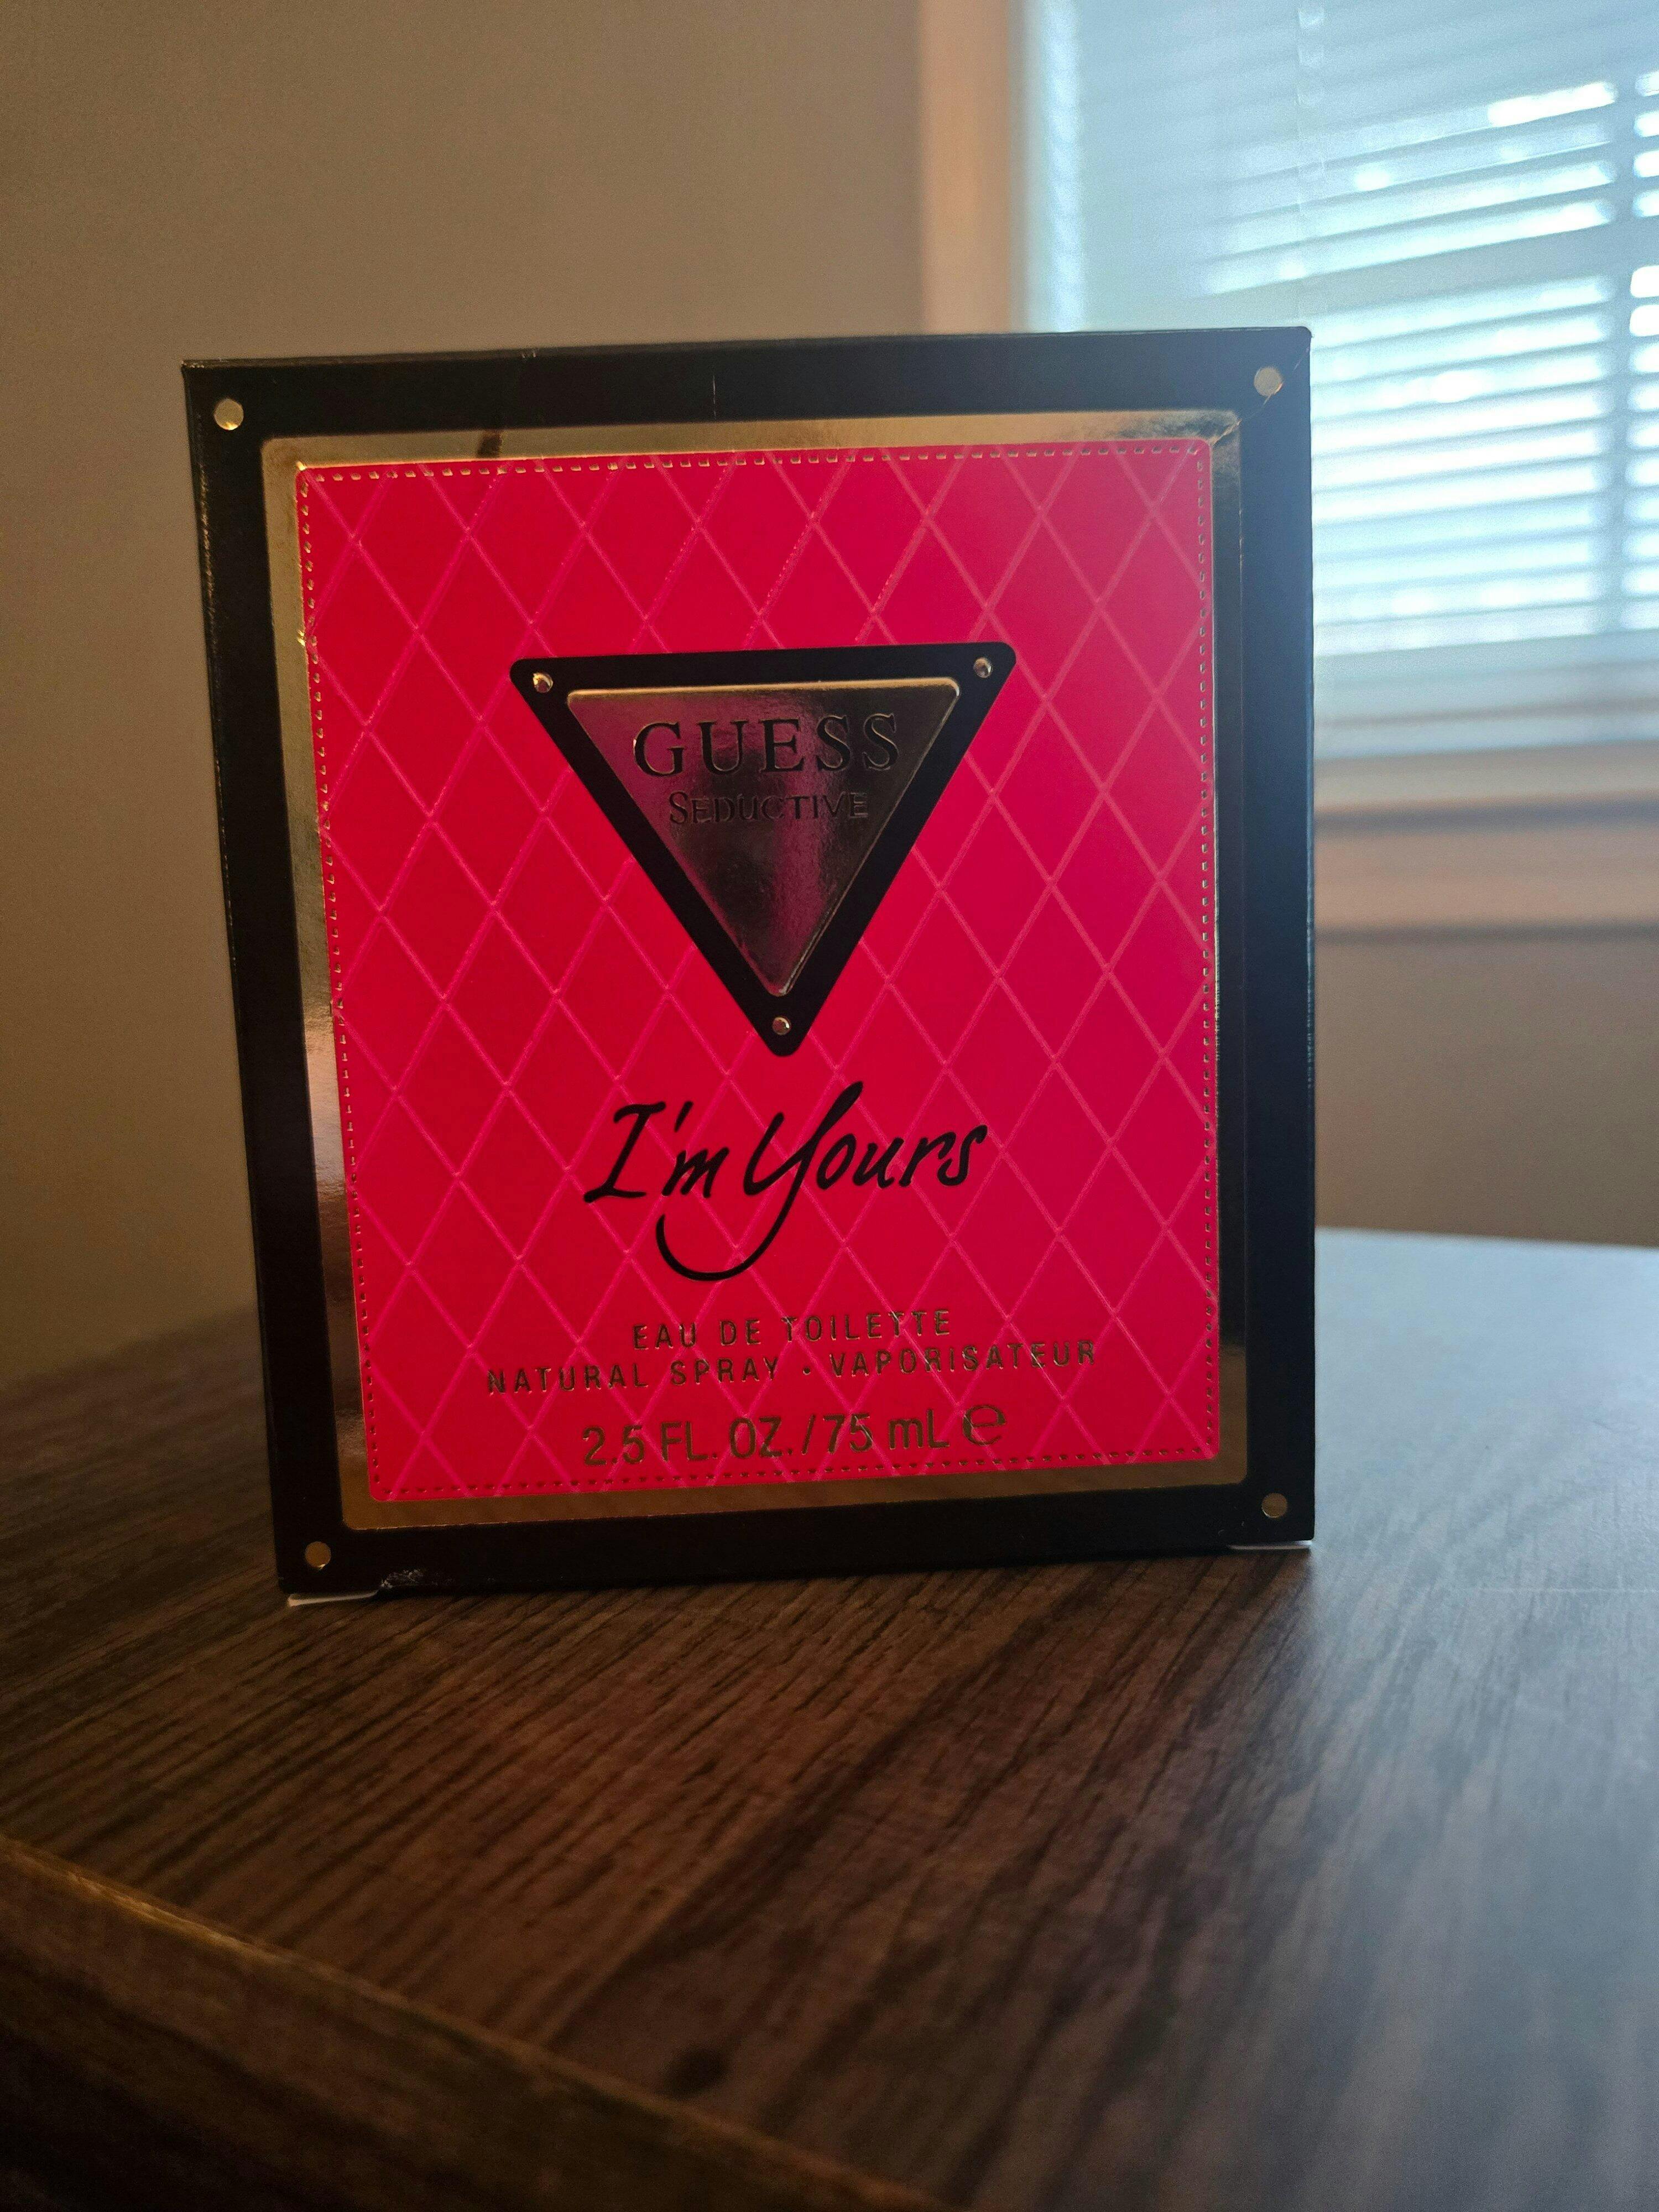 GUESS
SEDUCTIVE
I'm Yours
EAU DE TOILETTE
NATURAL SPRAY • VAPORISATEUR
2.5 FL. OZ./75 mL ℮